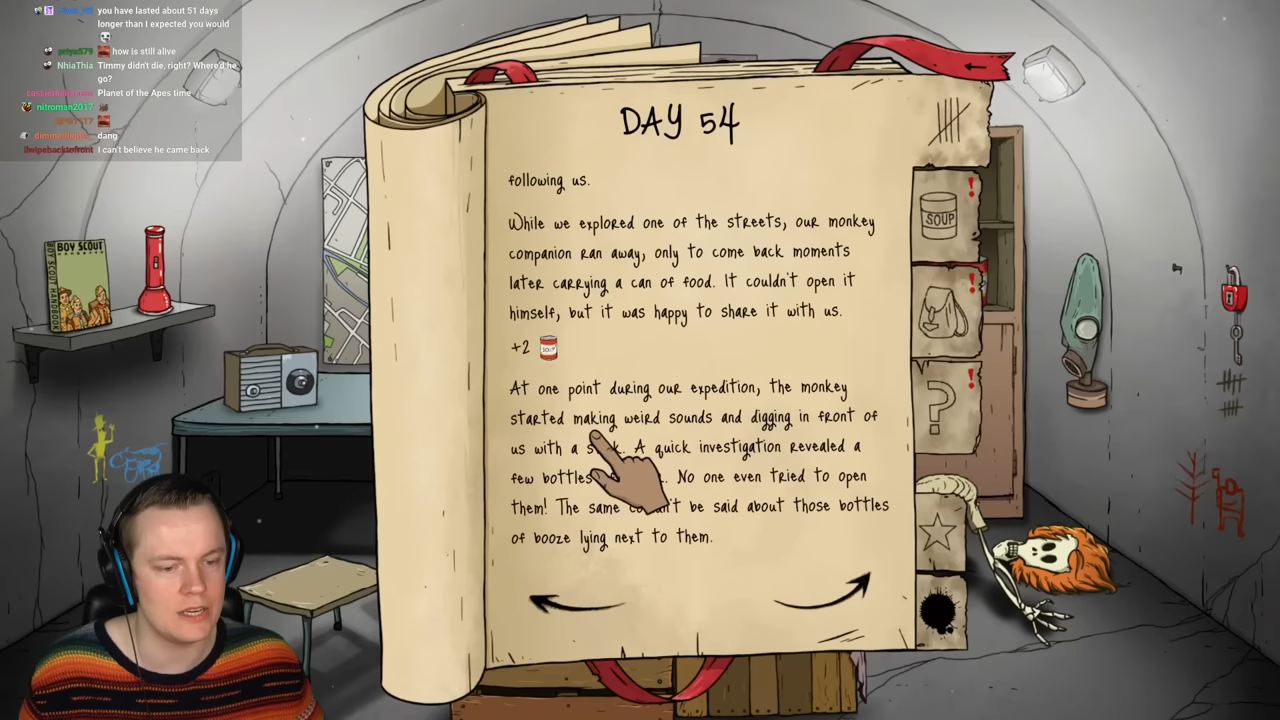 you have lasted about 51 days
longer than I expected you would
priya579 how is still alive
NhiaThia Timmy didn't die, right? Where'd he
go?
Planet of the Apes time
nitroman2017
dang
I can't believe he came back
DAY 54
following us.
While we explored one of the streets, our monkey
companion ran away, only to come back moments
later carrying a can of food. It couldn't open it
himself, but it was happy to share it with us.
+2 SOUP
At one point during our expedition, the monkey
started making weird sounds and digging in front of
us with a A quick investigation revealed a
few bottles No one even tried to open
them! The same be said about those bottles
of booze lying next to them.
SOUP
!
!
?
!
BOY SCOUT
BOY SCOUT HANDBOOK